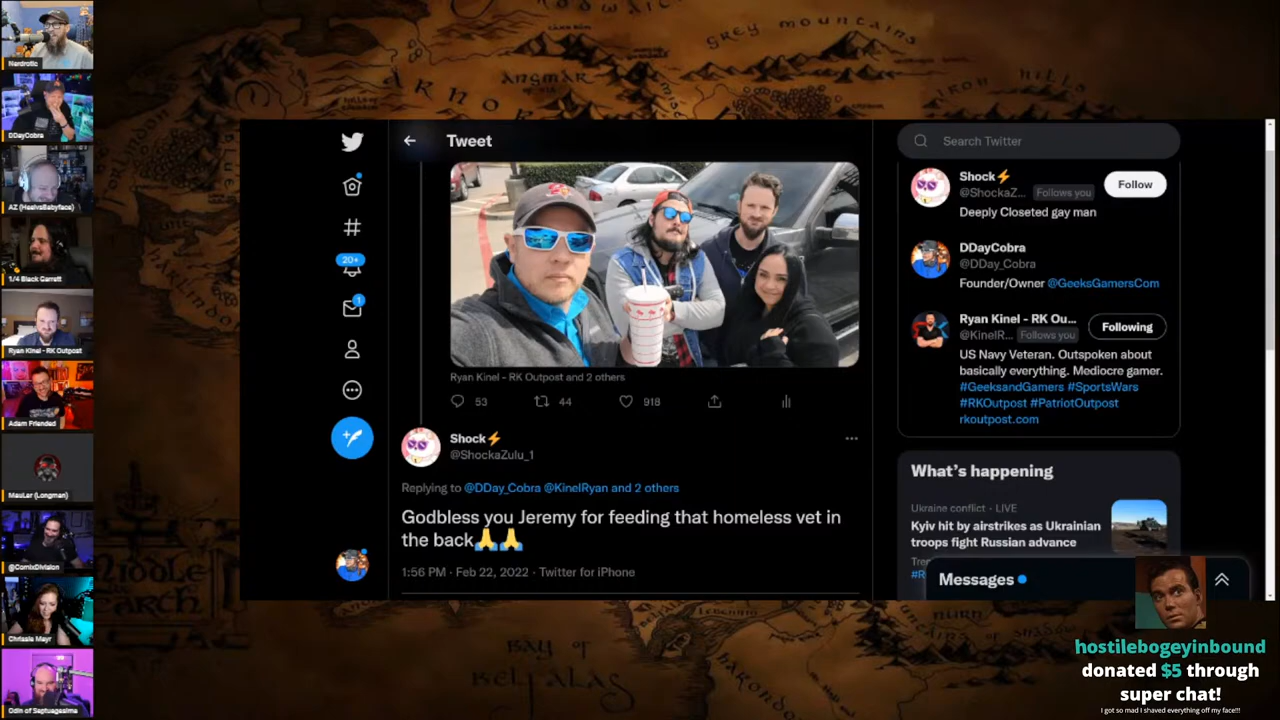 Nerdrotic
DDayCobra
AZ (HeelvsBabyface)
1/4 Black Garrett
Ryan Kinel - RK Outpost
Adam Friended
MauLer (Longman)
@ComixDivision
Chrissie Mayr
Odin of Septuagesima
GREY MOUNTAINS
ANGMAR
IRON HILLS
Tweet
Ryan Kinel - RK Outpost and 2 others
53
44
918
20+
1
Shock⚡
@ShockaZulu_1
Replying to @DDay_Cobra @KinelRyan and 2 others
Godbless you Jeremy for feeding that homeless vet in
the back🙏🙏
1:56 PM · Feb 22, 2022 · Twitter for iPhone
Search Twitter
Shock⚡
@ShockaZ... Follows you
Follow
Deeply Closeted gay man
DDayCobra
@DDay_Cobra
Founder/Owner @GeeksGamersCom
Ryan Kinel - RK Ou...
@KinelR... Follows you
Following
US Navy Veteran. Outspoken about
basically everything. Mediocre gamer.
#GeeksandGamers #SportsWars
#RKOutpost #PatriotOutpost
rkoutpost.com
What's happening
Ukraine conflict · LIVE
Kyiv hit by airstrikes as Ukrainian
troops fight Russian advance
Messages
MIDDLE
BAY OF
BELFALAS
hostilebogeyinbound
donated $5 through
super chat!
I got so mad I shaved everything off my face!!!